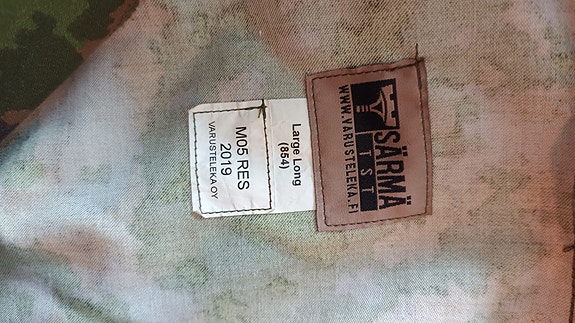 SÄRMÄ
TST
WWW.VARUSTELEKA.FI
Large Long
(854)
M05 RES
2019
VARUSTELEKA OY